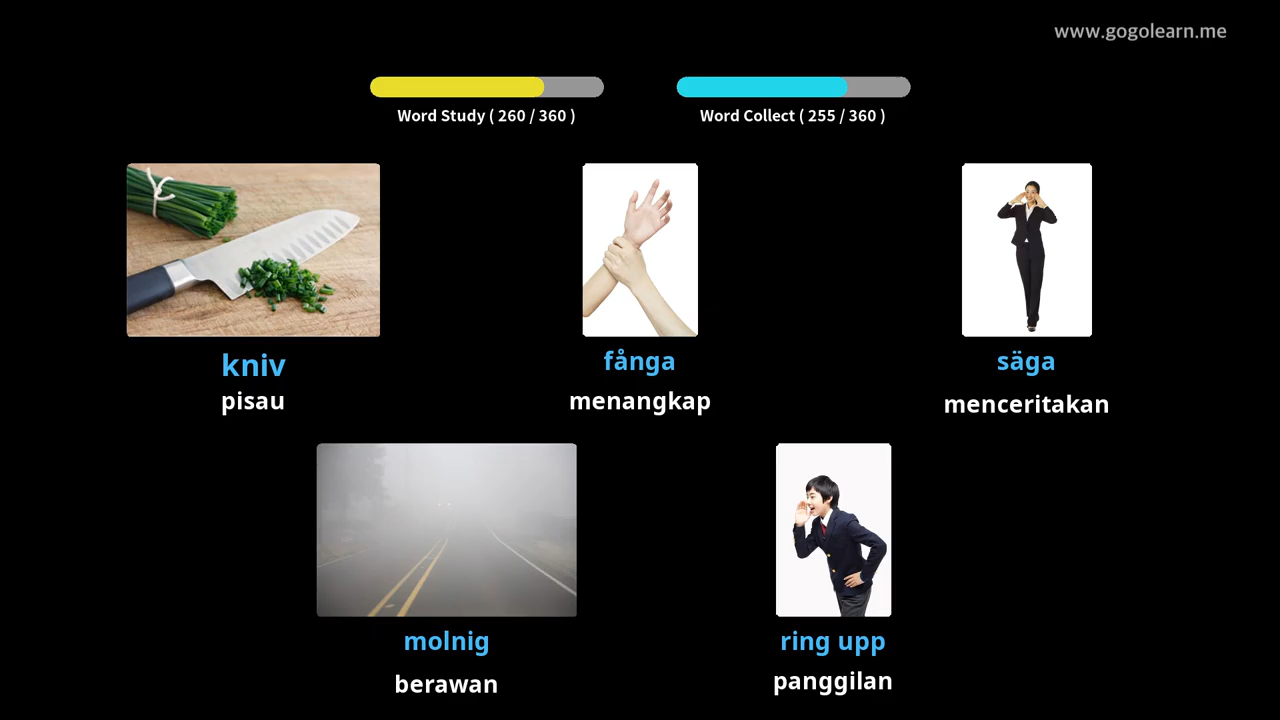 www.gogolearn.me
Word Study ( 260 / 360 )
Word Collect ( 255 / 360 )
kniv
pisau
fånga
menangkap
säga
menceritakan
molnig
berawan
ring upp
panggilan